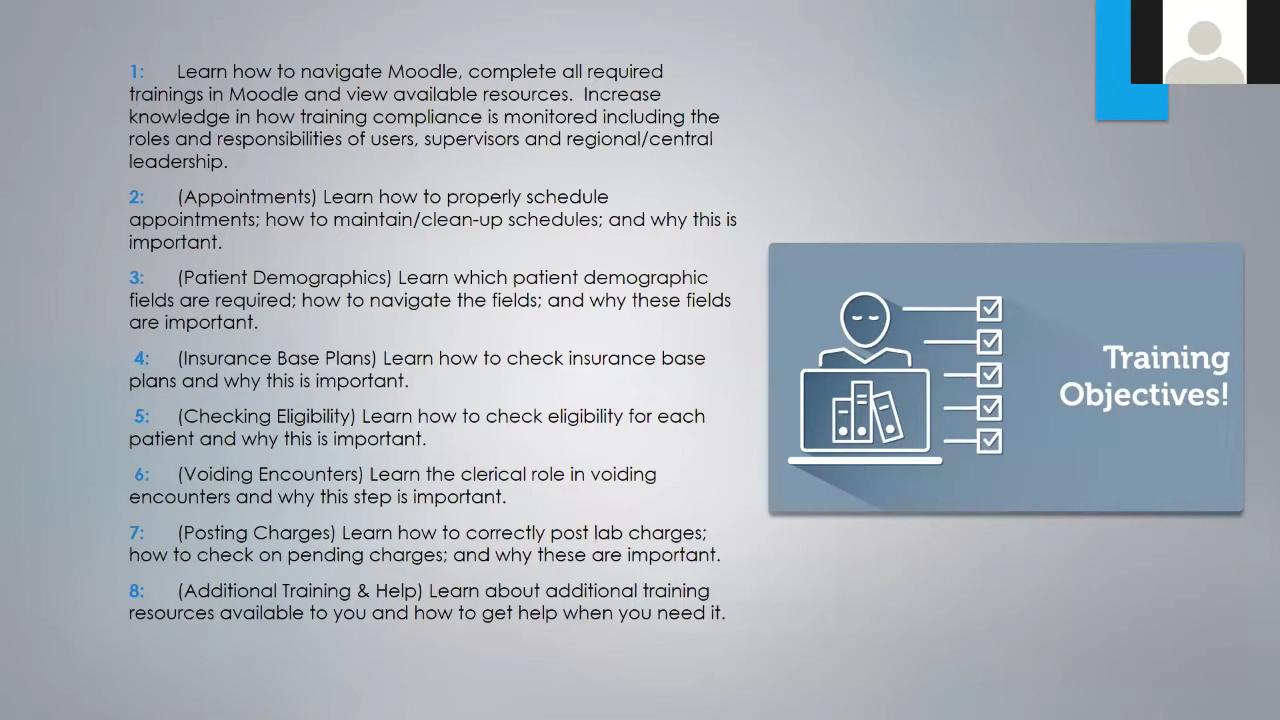 1: Learn how to navigate Moodle, complete all required
trainings in Moodle and view available resources. Increase
knowledge in how training compliance is monitored including the
roles and responsibilities of users, supervisors and regional/central
leadership.
2: (Appointments) Learn how to properly schedule
appointments; how to maintain/clean-up schedules; and why this is
important.
3: (Patient Demographics) Learn which patient demographic
fields are required; how to navigate the fields; and why these fields
are important.
4: (Insurance Base Plans) Learn how to check insurance base
plans and why this is important.
5: (Checking Eligibility) Learn how to check eligibility for each
patient and why this is important.
6: (Voiding Encounters) Learn the clerical role in voiding
encounters and why this step is important.
7: (Posting Charges) Learn how to correctly post lab charges;
how to check on pending charges; and why these are important.
8: (Additional Training & Help) Learn about additional training
resources available to you and how to get help when you need it.
Training
Objectives!